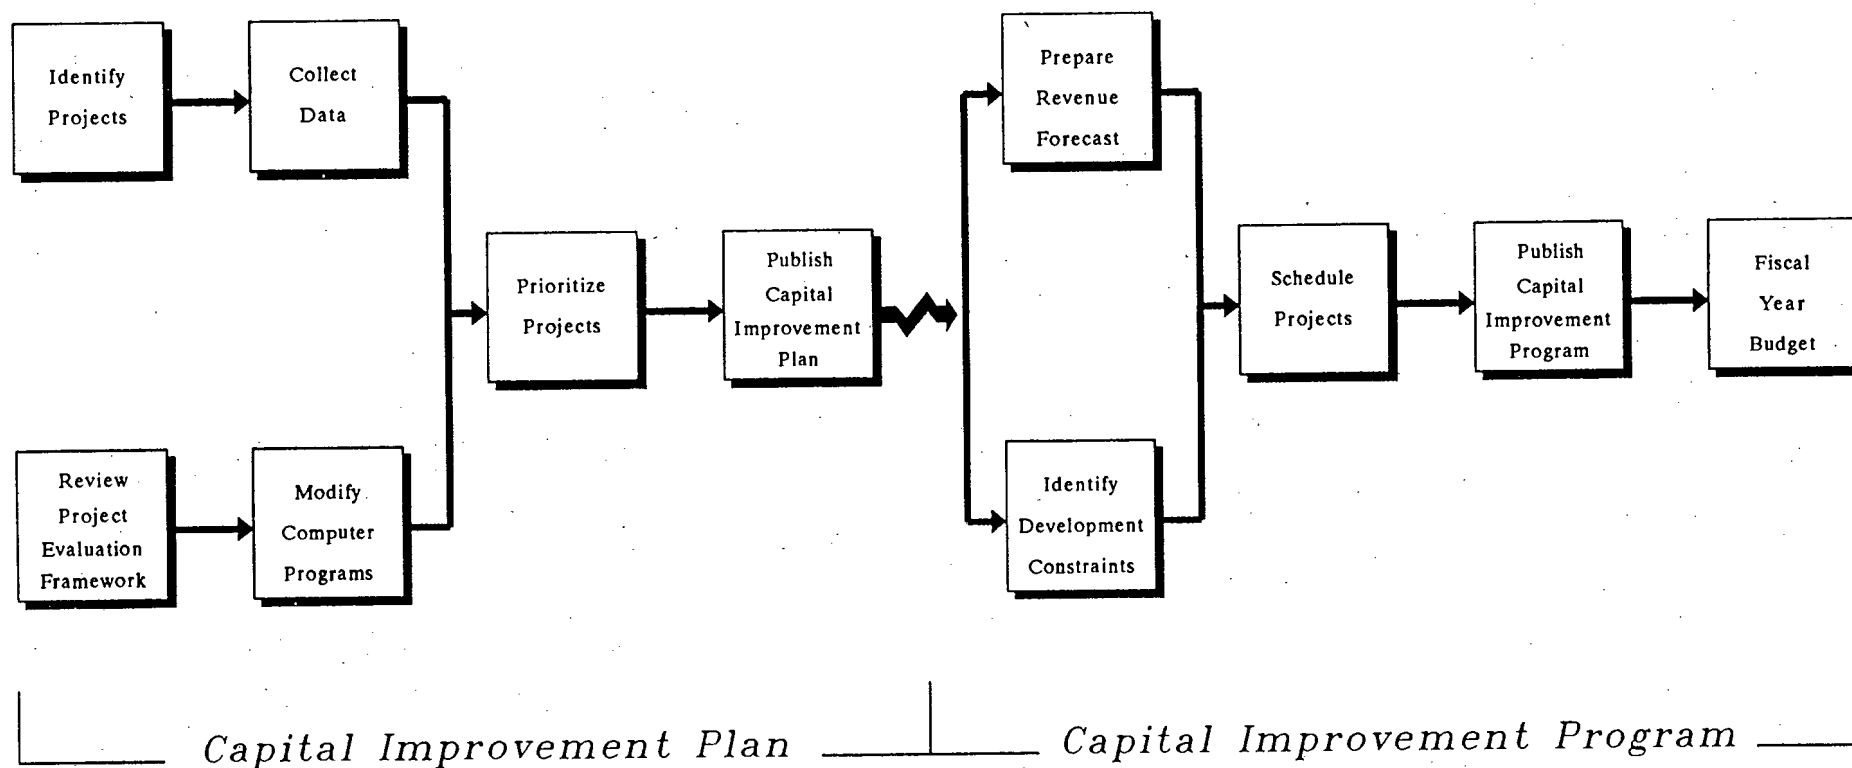 Identify
Projects
Collect
Data
Review
Project
Evaluation
Framework
Modify
Computer
Programs
Prioritize
Projects
Publish
Capital
Improvement
Plan
Prepare
Revenue
Forecast
Identify
Development
Constraints
Schedule
Projects
Publish
Capital
Improvement
Program
Fiscal
Year
Budget
Capital Improvement Plan
Capital Improvement Program